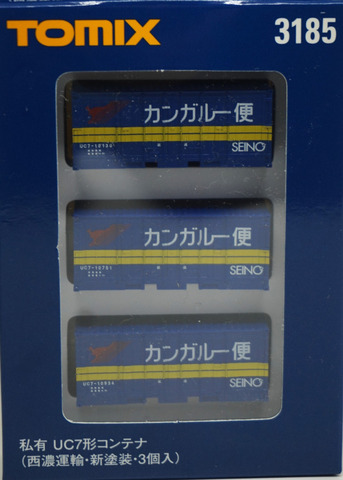 TOMIX
3185
カンガルー便
SEINO
カンガルー便
UC7-10701
SEINO
カンガルー便
SEINO
私有 UC7形コンテナ
(西濃運輸・新塗装・3個入)